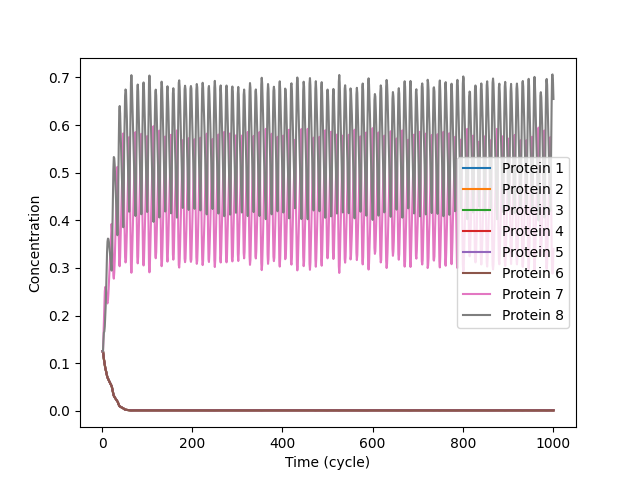 0.7
0.6
0.5
0.4
0.3
0.2
0.1
0.0
Concentration
0
200
400
600
800
1000
Time (cycle)
Protein 1
Protein 2
Protein 3
Protein 4
Protein 5
Protein 6
Protein 7
Protein 8